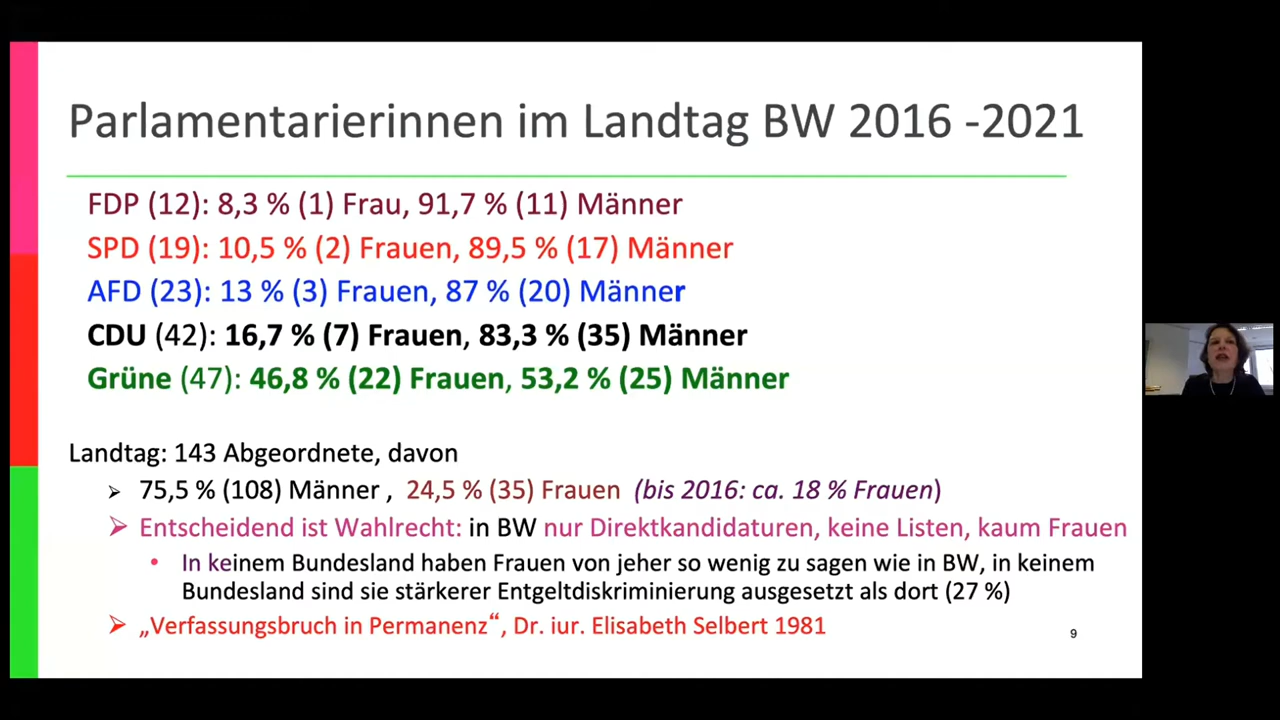 Parlamentarierinnen im Landtag BW 2016 -2021
FDP (12): 8,3 % (1) Frau, 91,7 % (11) Männer
SPD (19): 10,5 % (2) Frauen, 89,5 % (17) Männer
AFD (23): 13 % (3) Frauen, 87 % (20) Männer
CDU (42): 16,7 % (7) Frauen, 83,3 % (35) Männer
Grüne (47): 46,8 % (22) Frauen, 53,2 % (25) Männer
Landtag: 143 Abgeordnete, davon
75,5 % (108) Männer , 24,5 % (35) Frauen (bis 2016: ca. 18 % Frauen)
Entscheidend ist Wahlrecht: in BW nur Direktkandidaturen, keine Listen, kaum Frauen
In keinem Bundesland haben Frauen von jeher so wenig zu sagen wie in BW, in keinem
Bundesland sind sie stärkerer Entgeltdiskriminierung ausgesetzt als dort (27 %)
„Verfassungsbruch in Permanenz“, Dr. iur. Elisabeth Selbert 1981
9